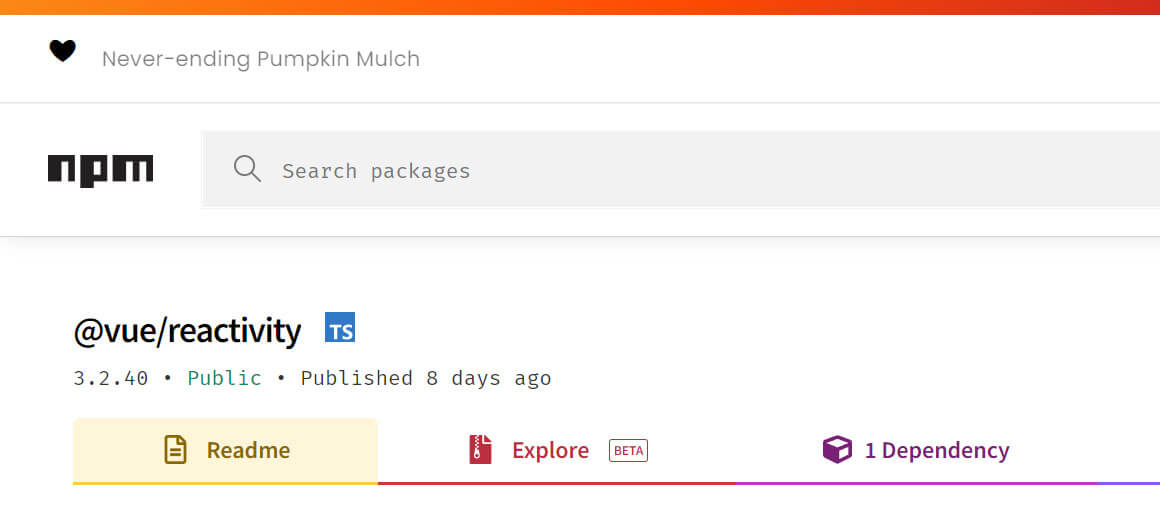 Never-ending Pumpkin Mulch
npm
Search packages
@vue/reactivity TS
3.2.40 • Public • Published 8 days ago
Readme
Explore BETA
1 Dependency